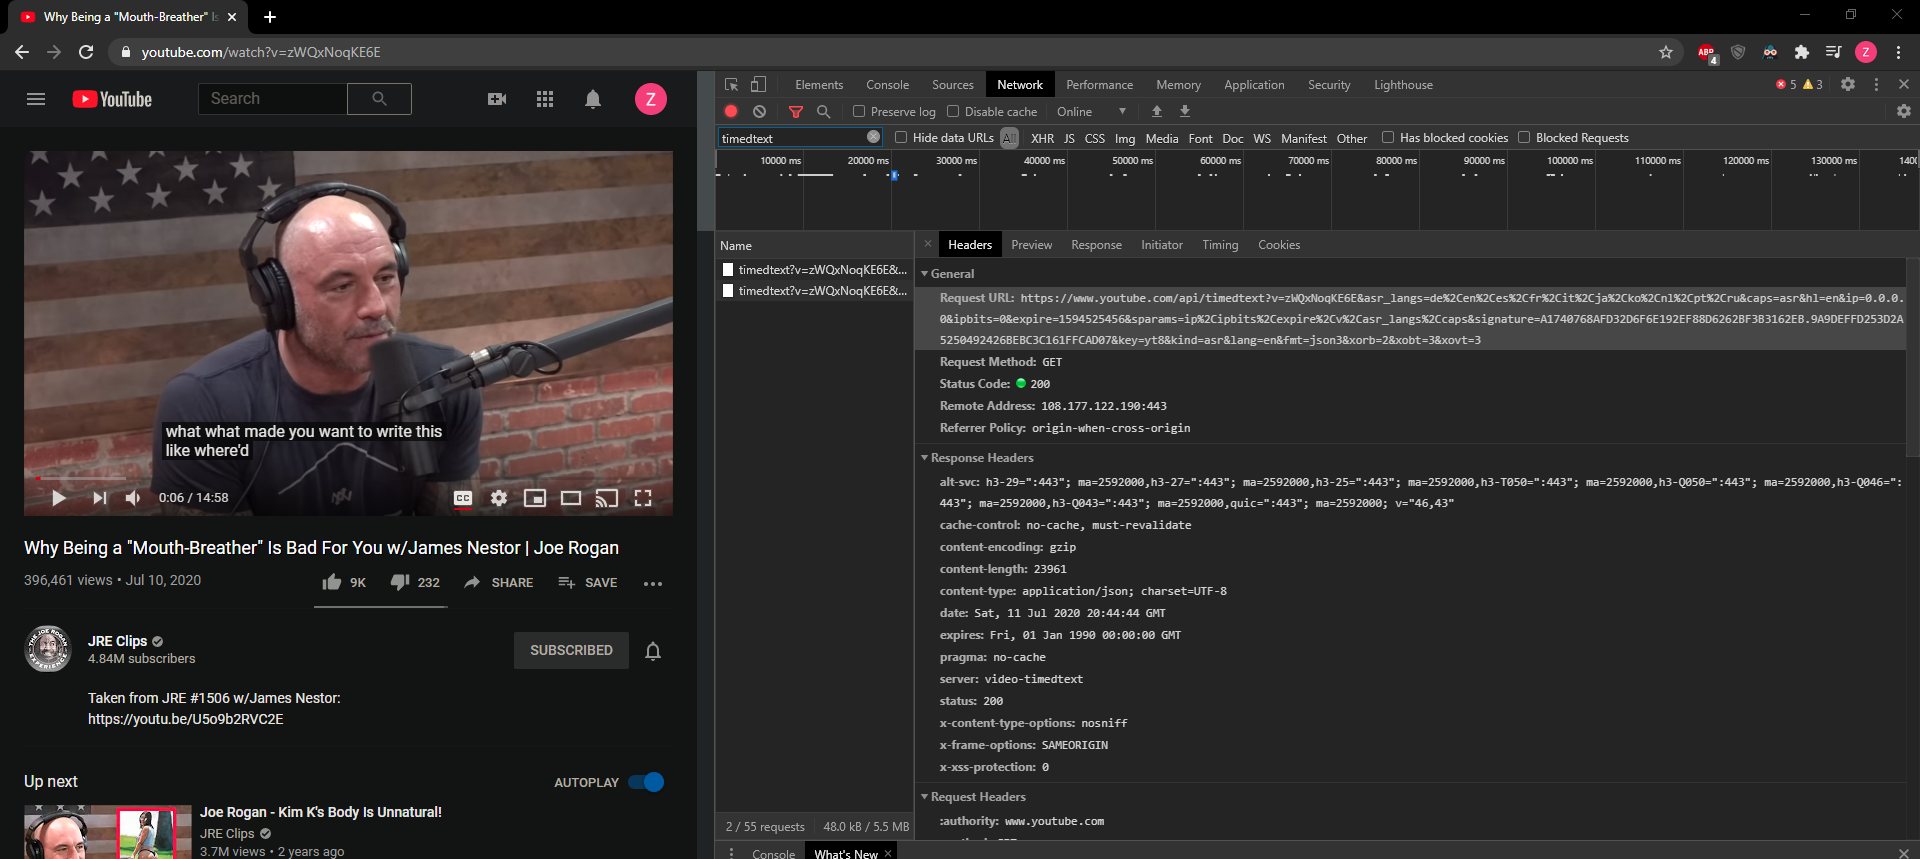 Why Being a "Mouth-Breather" Is
youtube.com/watch?v=zWQxNoqKE6E
ABP
4
Z
YouTube
Search
Z
what what made you want to write this
like where'd
0:06 / 14:58
CC
Why Being a "Mouth-Breather" Is Bad For You w/James Nestor | Joe Rogan
396,461 views • Jul 10, 2020
9K
232
SHARE
SAVE
JRE Clips
4.84M subscribers
SUBSCRIBED
Taken from JRE #1506 w/James Nestor:
https://youtu.be/U5o9b2RVC2E
Up next
AUTOPLAY
Joe Rogan - Kim K's Body Is Unnatural!
JRE Clips
3.7M views • 2 years ago
Elements Console Sources Network Performance Memory Application Security Lighthouse
5 3
Preserve log Disable cache Online
timedtext
Hide data URLs All XHR JS CSS Img Media Font Doc WS Manifest Other Has blocked cookies Blocked Requests
10000 ms 20000 ms 30000 ms 40000 ms 50000 ms 60000 ms 70000 ms 80000 ms 90000 ms 100000 ms 110000 ms 120000 ms 130000 ms 140
Name
timedtext?v=zWQxNoqKE6E&...
timedtext?v=zWQxNoqKE6E&...
2 / 55 requests 48.0 kB / 5.5 MB
Headers Preview Response Initiator Timing Cookies
General
Request URL: https://www.youtube.com/api/timedtext?v=zWQxNoqKE6E&asr_langs=de%2Cen%2Ces%2Cfr%2Cit%2Cja%2Cko%2Cnl%2Cpt%2Cru&caps=asr&hl=en&ip=0.0.0.
0&ipbits=0&expire=1594525456&sparams=ip%2Cipbits%2Cexpire%2Cv%2Casr_langs%2Ccaps&signature=A1740768AFD32D6F6E192EF88D6262BF3B3162EB.9A9DEFFD253D2A
5250492426BEBC3C161FFCAD07&key=yt8&kind=asr&lang=en&fmt=json3&xorb=2&xobt=3&xovt=3
Request Method: GET
Status Code: 200
Remote Address: 108.177.122.190:443
Referrer Policy: origin-when-cross-origin
Response Headers
alt-svc: h3-29=":443"; ma=2592000,h3-27=":443"; ma=2592000,h3-25=":443"; ma=2592000,h3-T050=":443"; ma=2592000,h3-Q050=":443"; ma=2592000,h3-Q046=":
443"; ma=2592000,h3-Q043=":443"; ma=2592000,quic=":443"; ma=2592000; v="46,43"
cache-control: no-cache, must-revalidate
content-encoding: gzip
content-length: 23961
content-type: application/json; charset=UTF-8
date: Sat, 11 Jul 2020 20:44:44 GMT
expires: Fri, 01 Jan 1990 00:00:00 GMT
pragma: no-cache
server: video-timedtext
status: 200
x-content-type-options: nosniff
x-frame-options: SAMEORIGIN
x-xss-protection: 0
Request Headers
:authority: www.youtube.com
Console What's New